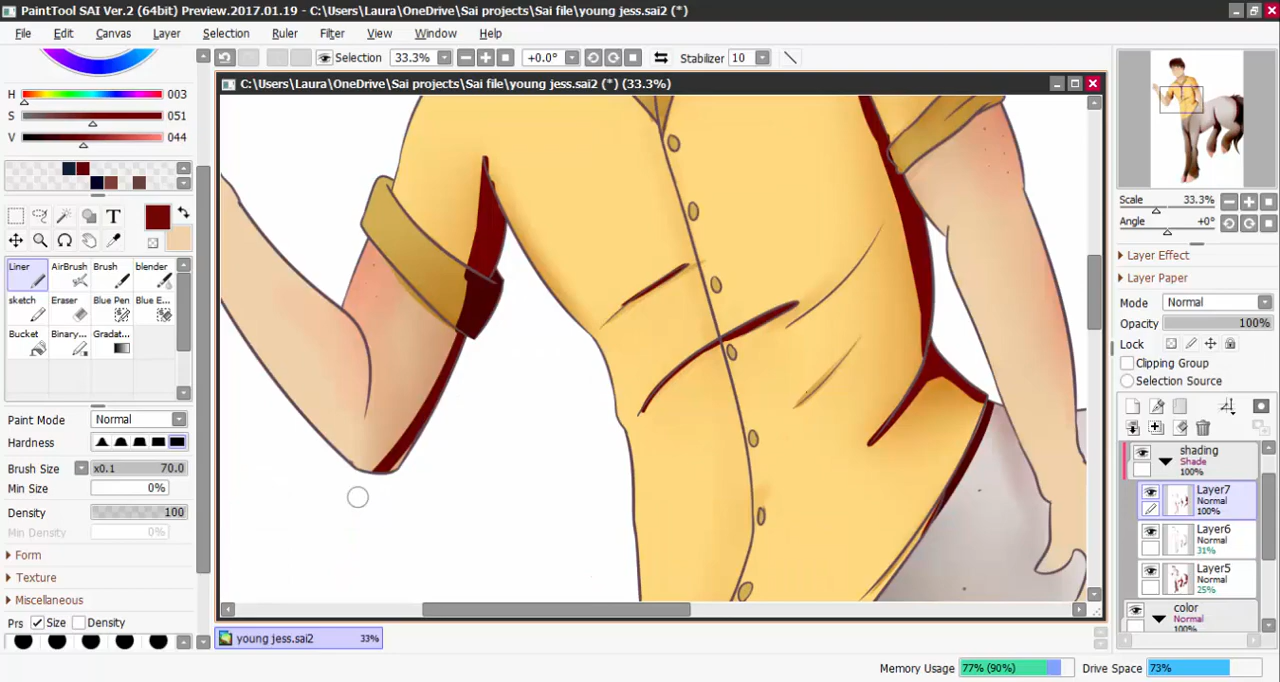 PaintTool SAI Ver.2 (64bit) Preview.2017.01.19 - C:\Users\Laura\OneDrive\Sai projects\Sai file\young jess.sai2 (*)
File Edit Canvas Layer Selection Ruler Filter View Window Help
Selection 33.3% +0.0° Stabilizer 10
C:\Users\Laura\OneDrive\Sai projects\Sai file\young jess.sai2 (*) (33.3%)
H 003
S 051
V 044
T
Liner AirBrush Brush blender
sketch Eraser Blue Pen Blue E...
Bucket Binary... Gradat...
Paint Mode Normal
Hardness
Brush Size x0.1 70.0
Min Size 0%
Density 100
Min Density 0%
Form
Texture
Miscellaneous
Prs Size Density
Scale 33.3%
Angle +0°
Layer Effect
Layer Paper
Mode Normal
Opacity 100%
Lock
Clipping Group
Selection Source
shading
Shade
100%
Layer7
Normal
100%
Layer6
Normal
31%
Layer5
Normal
25%
color
Normal
100%
young jess.sai2 33%
Memory Usage 77% (90%) Drive Space 73%